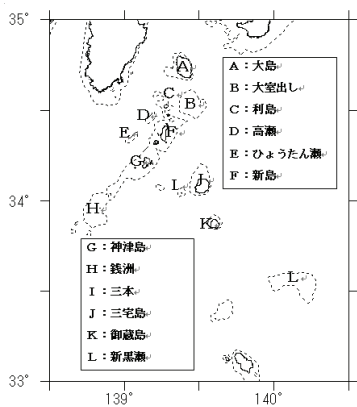 35°
A
C
B
D
E
F
G
L
J
34°
H
K
L
33°
139°
140°
A：大島
B：大室出し
C：利島
D：高瀬
E：ひょうたん瀬
F：新島
G：神津島
H：銭洲
I：三本
J：三宅島
K：御蔵島
L：新黒瀬